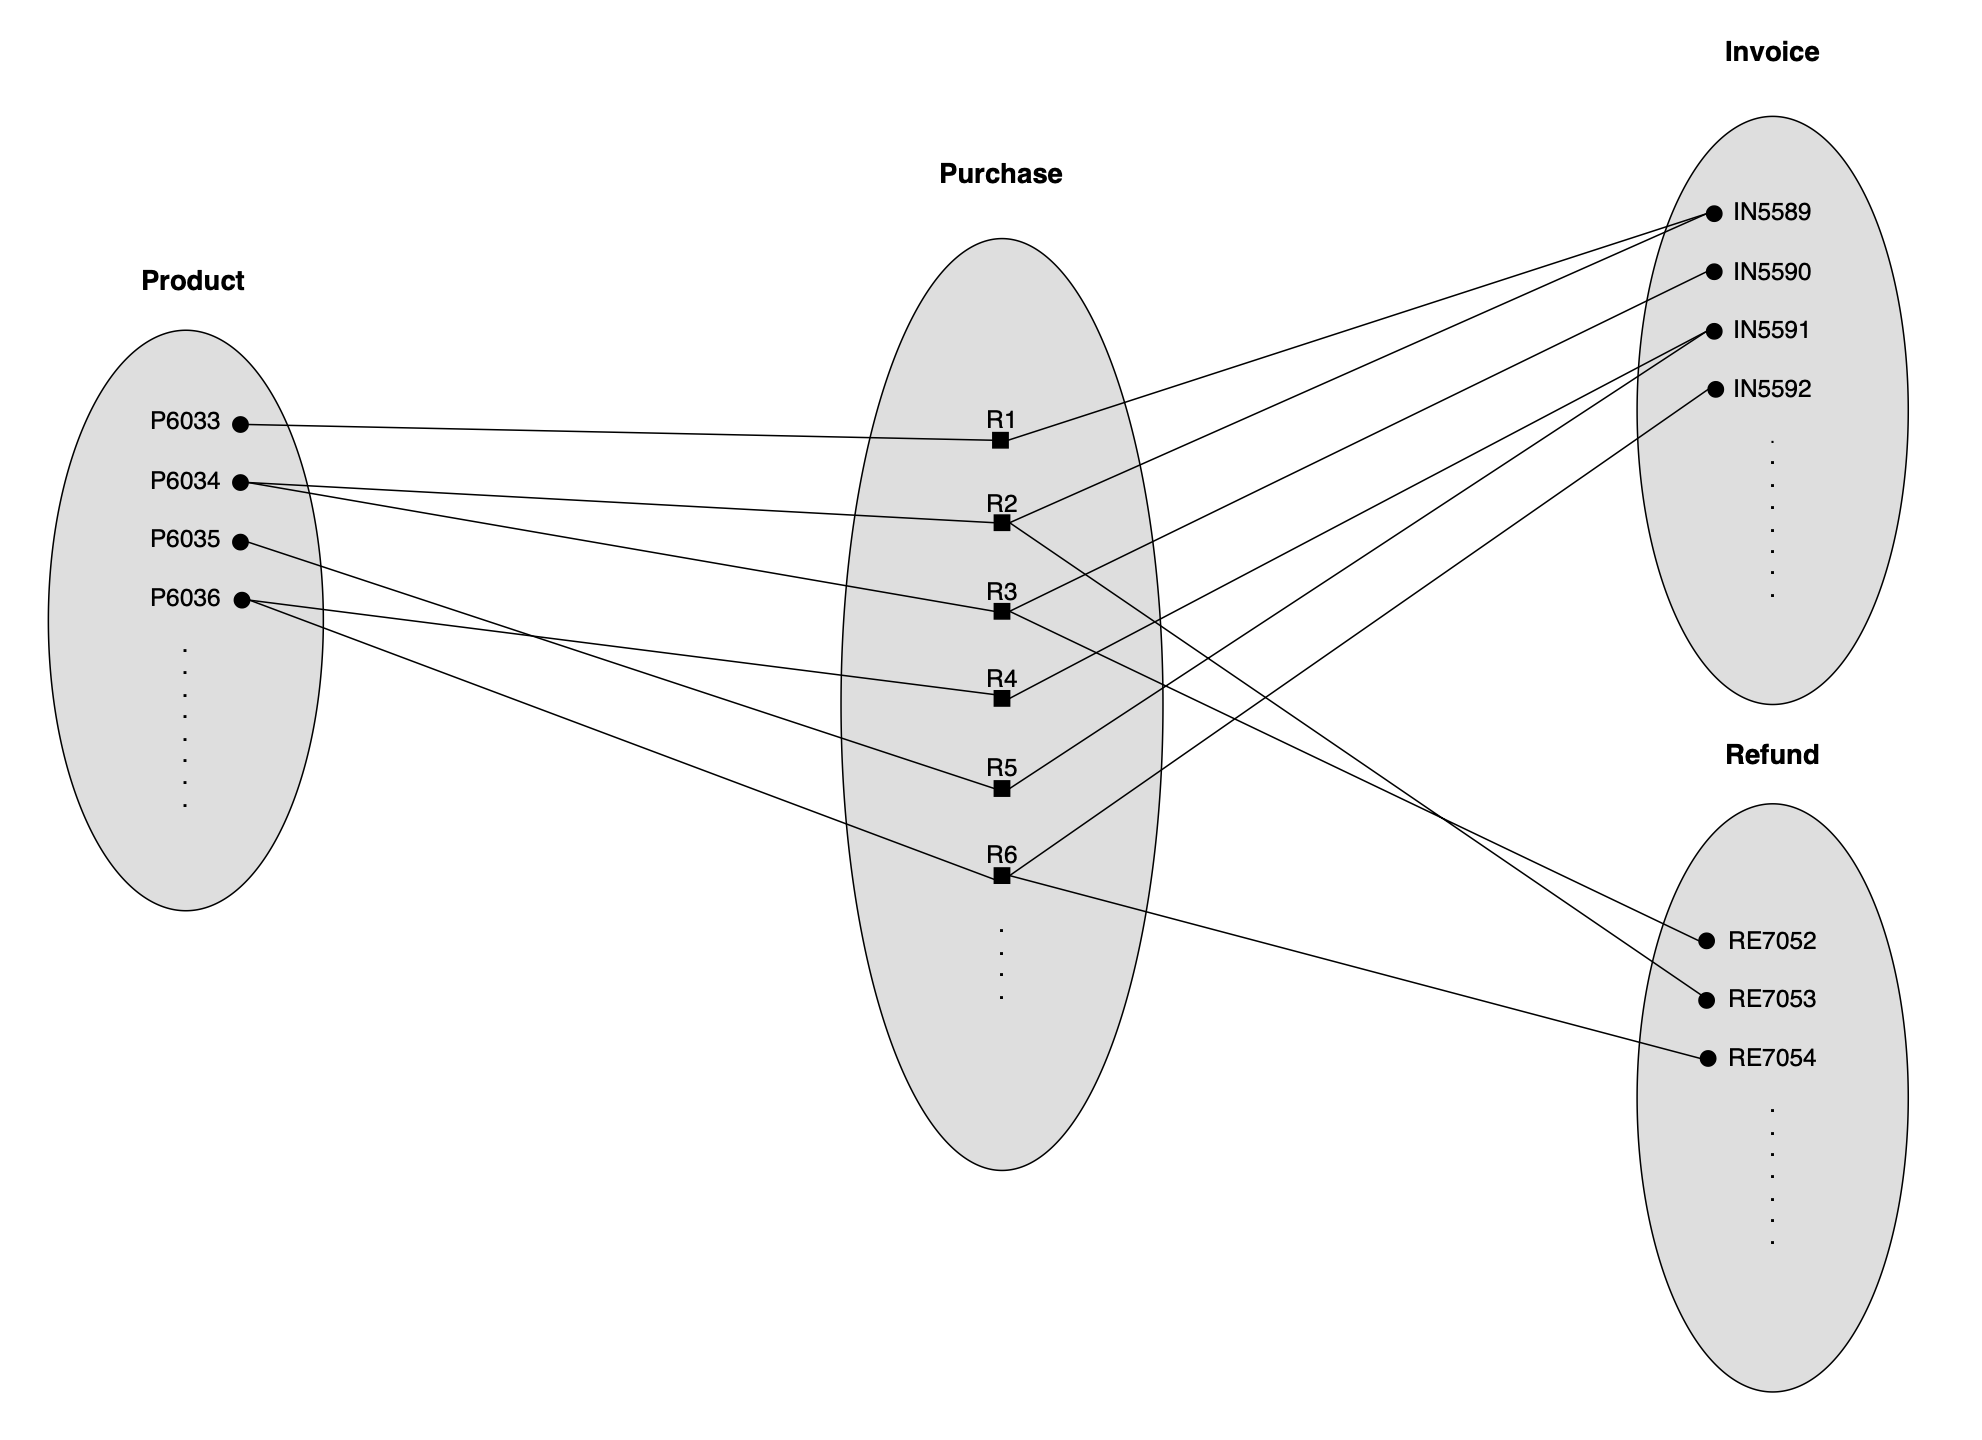 Product
P6033
P6034
P6035
P6036
Purchase
R1
R2
R3
R4
R5
R6
Invoice
IN5589
IN5590
IN5591
IN5592
Refund
RE7052
RE7053
RE7054